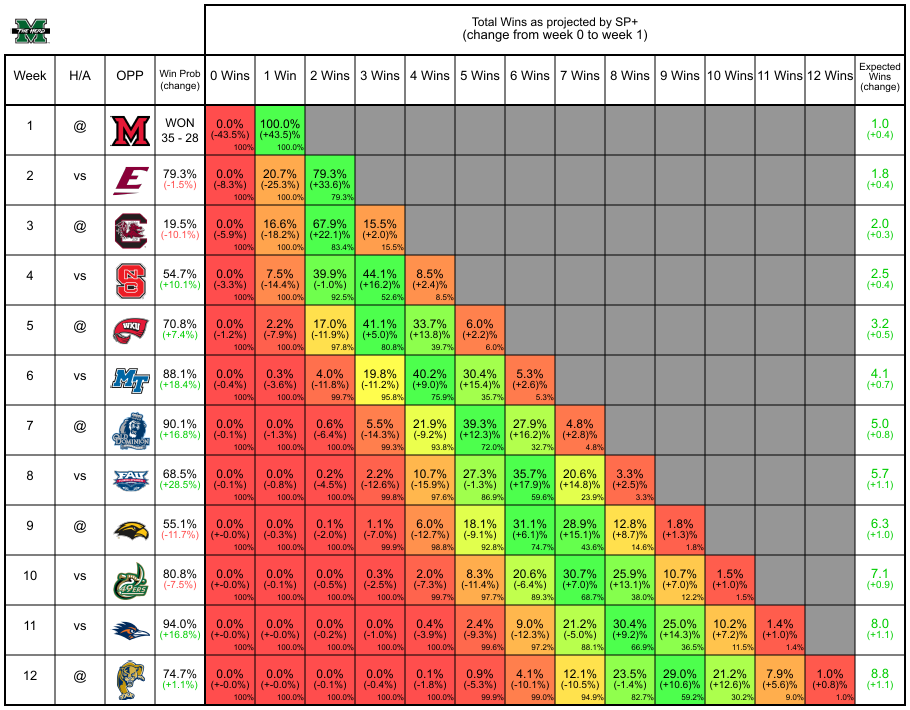 THE HERD
Total Wins as projected by SP+
(change from week 0 to week 1)
Week H/A OPP Win Prob (change) 0 Wins 1 Win 2 Wins 3 Wins 4 Wins 5 Wins 6 Wins 7 Wins 8 Wins 9 Wins 10 Wins 11 Wins 12 Wins Expected Wins (change)
1 @ M WON 0.0% 100.0% 1.0
35 - 28 (-43.5%) (+43.5)% (+0.4)
100% 100.0%
2 vs E 79.3% 0.0% 20.7% 79.3% 1.8
(-1.5%) (-8.3%) (-25.3%) (+33.6)% (+0.4)
100% 100.0% 79.3%
3 @ C 19.5% 0.0% 16.6% 67.9% 15.5% 2.0
(-10.1%) (-5.9%) (-18.2%) (+22.1)% (+2.0)% (+0.3)
100% 100.0% 83.4% 15.5%
4 vs NCS 54.7% 0.0% 7.5% 39.9% 44.1% 8.5% 2.5
(+10.1%) (-3.3%) (-14.4%) (-1.0%) (+16.2)% (+2.4)% (+0.4)
100% 100.0% 92.5% 52.6% 8.5%
5 @ WKU 70.8% 0.0% 2.2% 17.0% 41.1% 33.7% 6.0% 3.2
(+7.4%) (-1.2%) (-7.9%) (-11.9%) (+5.0)% (+13.8)% (+2.2)% (+0.5)
100% 100.0% 97.8% 80.8% 39.7% 6.0%
6 vs MT 88.1% 0.0% 0.3% 4.0% 19.8% 40.2% 30.4% 5.3% 4.1
(+18.4%) (-0.4%) (-3.6%) (-11.8%) (-11.2%) (+9.0)% (+15.4)% (+2.6)% (+0.7)
100% 100.0% 99.7% 95.8% 75.9% 35.7% 5.3%
7 @ OLD DOMINION 90.1% 0.0% 0.0% 0.6% 5.5% 21.9% 39.3% 27.9% 4.8% 5.0
(+16.8%) (-0.1%) (-1.3%) (-6.4%) (-14.3%) (-9.2%) (+12.3)% (+16.2)% (+2.8)% (+0.8)
100% 100.0% 100.0% 99.3% 93.8% 72.0% 32.7% 4.8%
8 vs FAU 68.5% 0.0% 0.0% 0.2% 2.2% 10.7% 27.3% 35.7% 20.6% 3.3% 5.7
(+28.5%) (-0.1%) (-0.8%) (-4.5%) (-12.6%) (-15.9%) (-1.3%) (+17.9)% (+14.8)% (+2.5)% (+1.1)
100% 100.0% 100.0% 99.8% 97.6% 86.9% 59.6% 23.9% 3.3%
9 @ 55.1% 0.0% 0.0% 0.1% 1.1% 6.0% 18.1% 31.1% 28.9% 12.8% 1.8% 6.3
(-11.7%) (+-0.0%) (-0.3%) (-2.0%) (-7.0%) (-12.7%) (-9.1%) (+6.1)% (+15.1)% (+8.7)% (+1.3)% (+1.0)
100% 100.0% 100.0% 99.9% 98.8% 92.8% 74.7% 43.6% 14.6% 1.8%
10 vs 49ERS 80.8% 0.0% 0.0% 0.0% 0.3% 2.0% 8.3% 20.6% 30.7% 25.9% 10.7% 1.5% 7.1
(-7.5%) (+-0.0%) (-0.1%) (-0.5%) (-2.5%) (-7.3%) (-11.4%) (-6.4%) (+7.0)% (+13.1)% (+7.0)% (+1.0)% (+0.9)
100% 100.0% 100.0% 100.0% 99.7% 97.7% 89.3% 68.7% 38.0% 12.2% 1.5%
11 vs 94.0% 0.0% 0.0% 0.0% 0.0% 0.4% 2.4% 9.0% 21.2% 30.4% 25.0% 10.2% 1.4% 8.0
(+16.8%) (+-0.0%) (+-0.0%) (-0.2%) (-1.0%) (-3.9%) (-9.3%) (-12.3%) (-5.0%) (+9.2)% (+14.3)% (+7.2)% (+1.0)% (+1.1)
100% 100.0% 100.0% 100.0% 100.0% 99.6% 97.2% 88.1% 66.9% 36.5% 11.5% 1.4%
12 @ 74.7% 0.0% 0.0% 0.0% 0.0% 0.1% 0.9% 4.1% 12.1% 23.5% 29.0% 21.2% 7.9% 1.0% 8.8
(+1.1%) (+-0.0%) (+-0.0%) (-0.1%) (-0.4%) (-1.8%) (-5.3%) (-10.1%) (-10.5%) (-1.4%) (+10.6)% (+12.6)% (+5.6)% (+0.8)% (+1.1)
100% 100.0% 100.0% 100.0% 100.0% 99.9% 99.0% 94.9% 82.7% 59.2% 30.2% 9.0% 1.0%